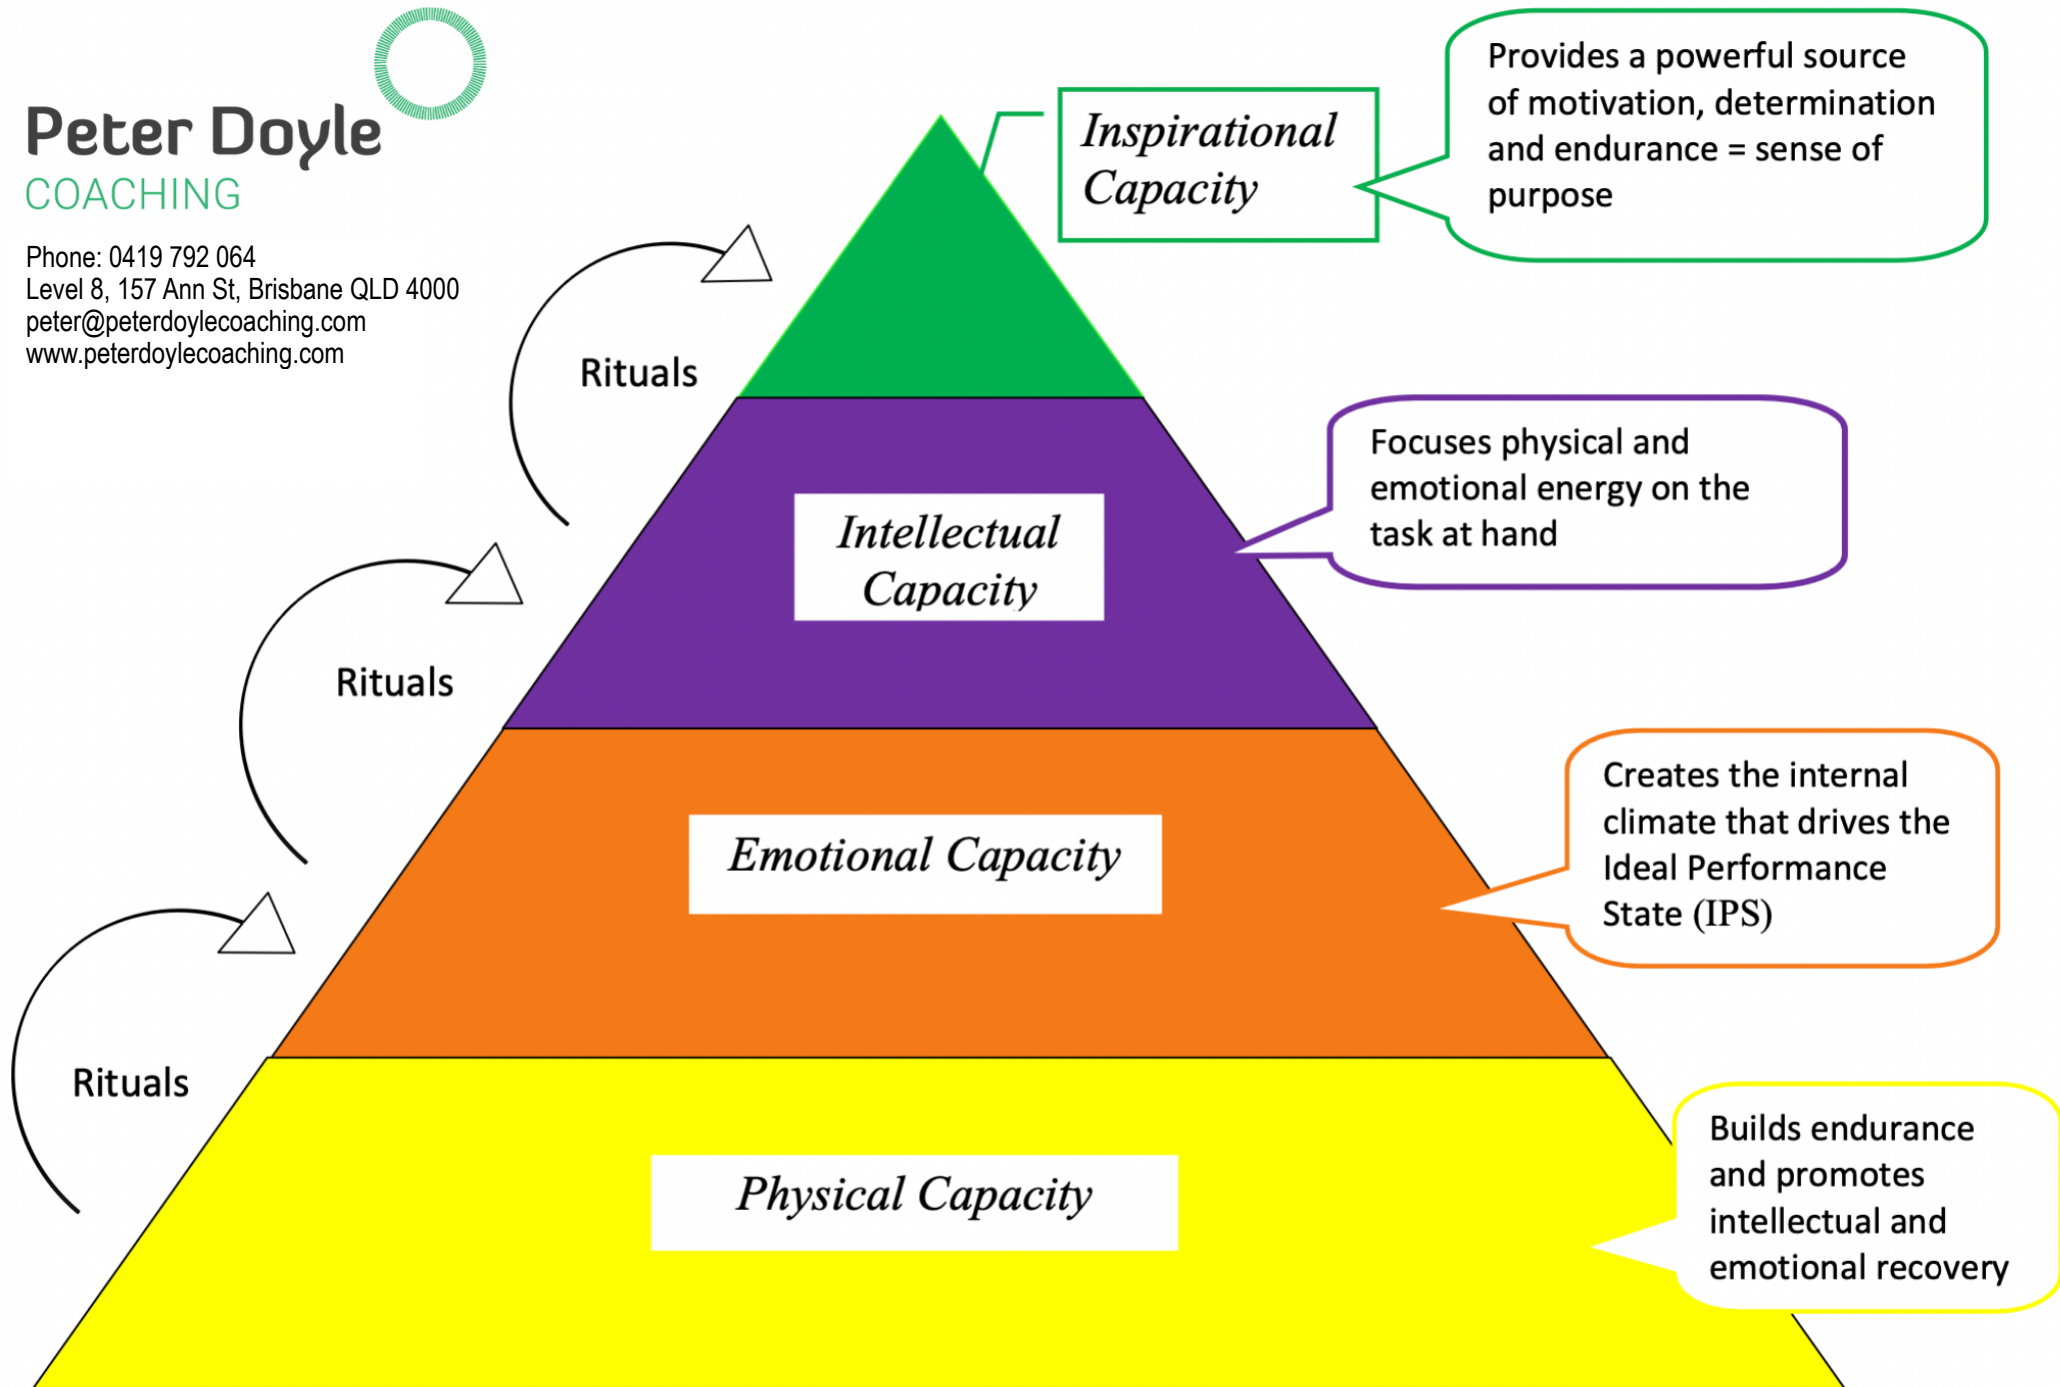 Peter Doyle
COACHING
Phone: 0419 792 064
Level 8, 157 Ann St, Brisbane QLD 4000
peter@peterdoylecoaching.com
www.peterdoylecoaching.com
Inspirational
Capacity
Provides a powerful source
of motivation, determination
and endurance = sense of
purpose
Rituals
Intellectual
Capacity
Focuses physical and
emotional energy on the
task at hand
Rituals
Emotional Capacity
Creates the internal
climate that drives the
Ideal Performance
State (IPS)
Rituals
Physical Capacity
Builds endurance
and promotes
intellectual and
emotional recovery